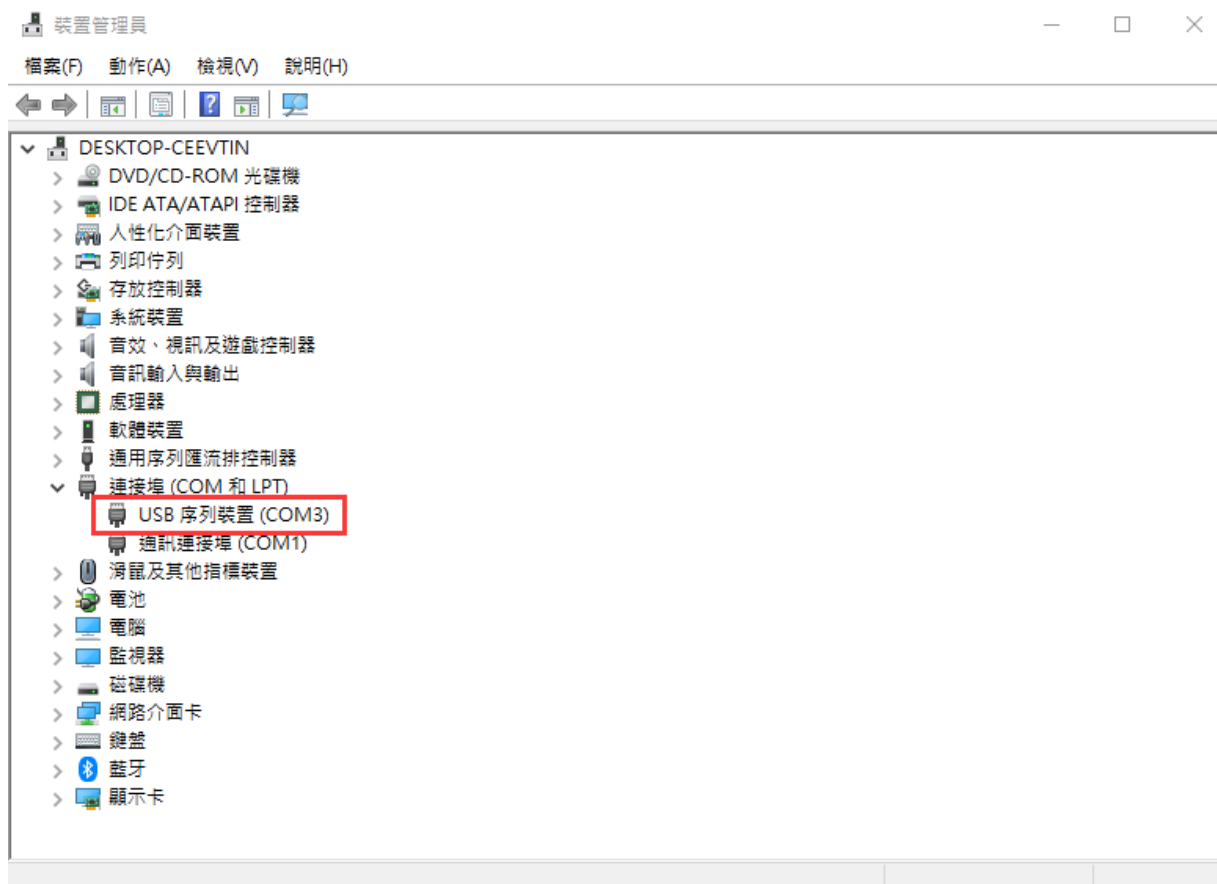 裝置管理員
檔案(F) 動作(A) 檢視(V) 說明(H)
DESKTOP-CEEVTIN
DVD/CD-ROM 光碟機
IDE ATA/ATAPI 控制器
人性化介面裝置
列印佇列
存放控制器
系統裝置
音效、視訊及遊戲控制器
音訊輸入與輸出
處理器
軟體裝置
通用序列匯流排控制器
連接埠 (COM 和 LPT)
USB 序列裝置 (COM3)
通訊連接埠 (COM1)
滑鼠及其他指標裝置
電池
電腦
監視器
磁碟機
網路介面卡
鍵盤
藍牙
顯示卡